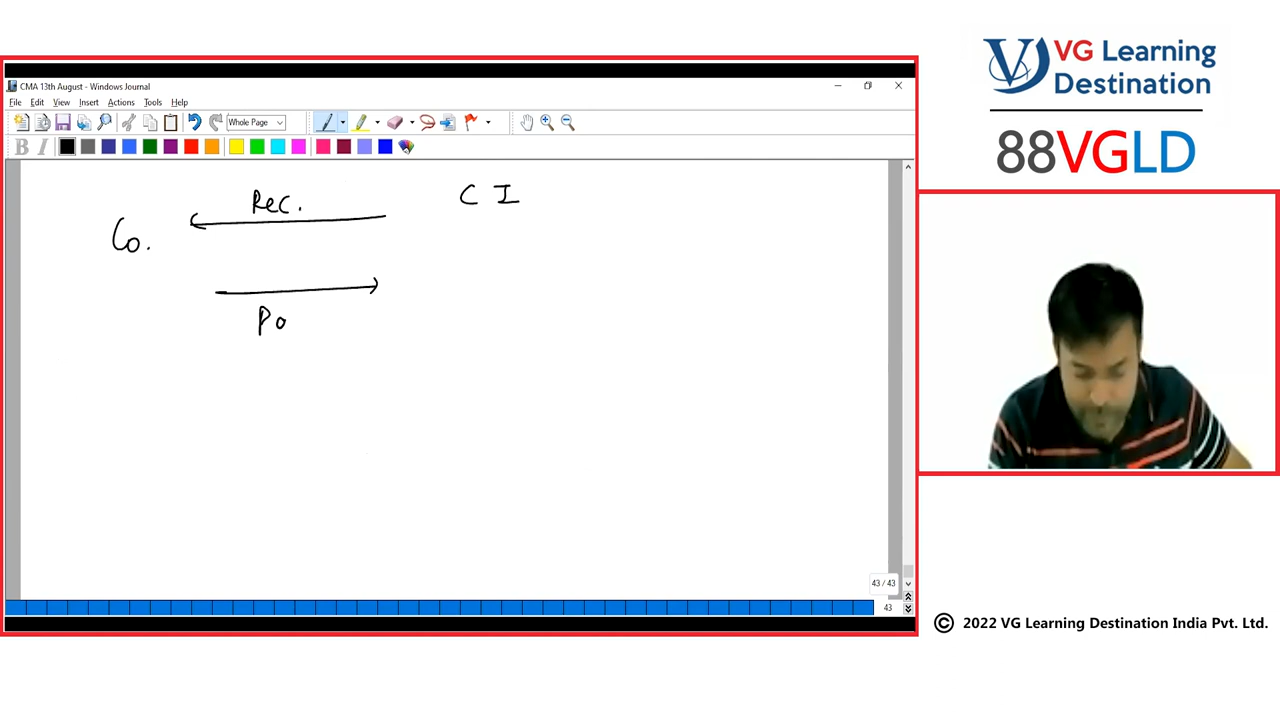 CMA 13th August - Windows Journal
File Edit View Insert Actions Tools Help
Whole Page
B I
Rec.
C I
Co.
Po
43 / 43
43
VG Learning
Destination
88VGLD
© 2022 VG Learning Destination India Pvt. Ltd.